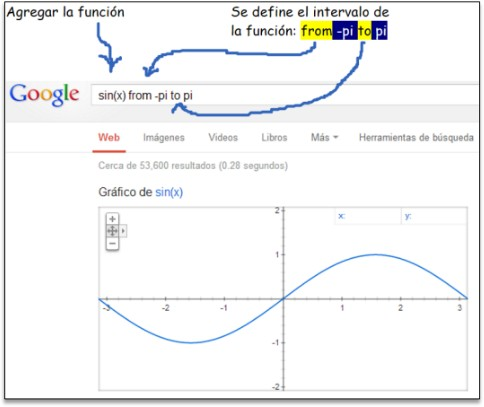 Agregar la función
Se define el intervalo de
la función: from -pi to pi
Google
sin(x) from -pi to pi
Web Imágenes Videos Libros Más Herramientas de búsqueda
Cerca de 53,600 resultados (0.28 segundos)
Gráfico de sin(x)
x: y:
2
1
-1
-2
-3 -2 -1 1 2 3